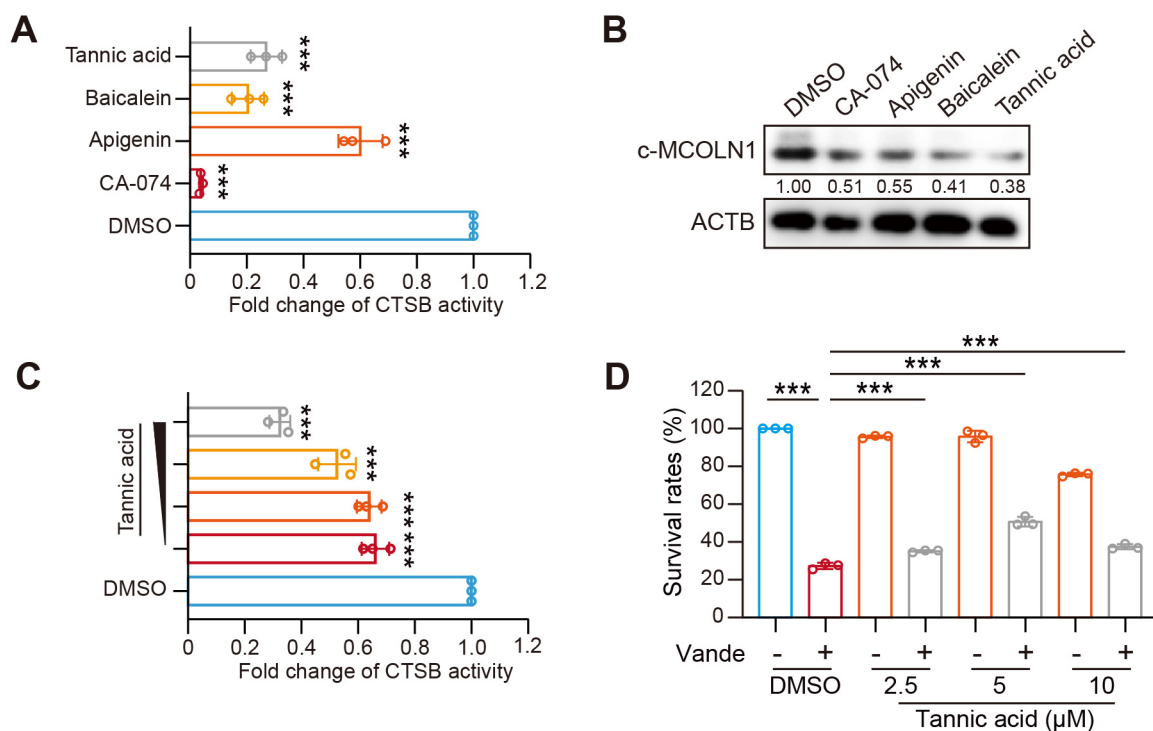 A
Tannic acid
Baicalein
Apigenin
CA-074
DMSO
***
***
***
***
0 0.2 0.4 0.6 0.8 1.0 1.2
Fold change of CTSB activity
B
DMSO CA-074 Apigenin Baicalein Tannic acid
c-MCOLN1
1.00 0.51 0.55 0.41 0.38
ACTB
C
Tannic acid
DMSO
***
***
***
***
0 0.2 0.4 0.6 0.8 1.0 1.2
Fold change of CTSB activity
D
***
***
*** ***
Survival rates (%)
120
100
80
60
40
20
0
Vande - + - + - + - +
DMSO 2.5 5 10
Tannic acid (μM)